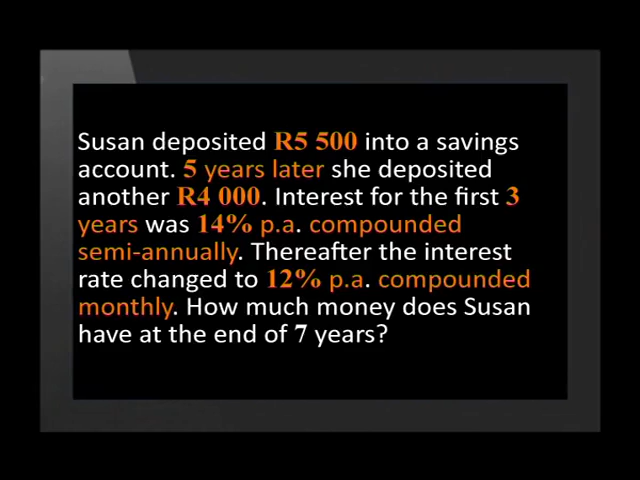 Susan deposited R5 500 into a savings
account. 5 years later she deposited
another R4 000. Interest for the first 3
years was 14% p.a. compounded
semi-annually. Thereafter the interest
rate changed to 12% p.a. compounded
monthly. How much money does Susan
have at the end of 7 years?